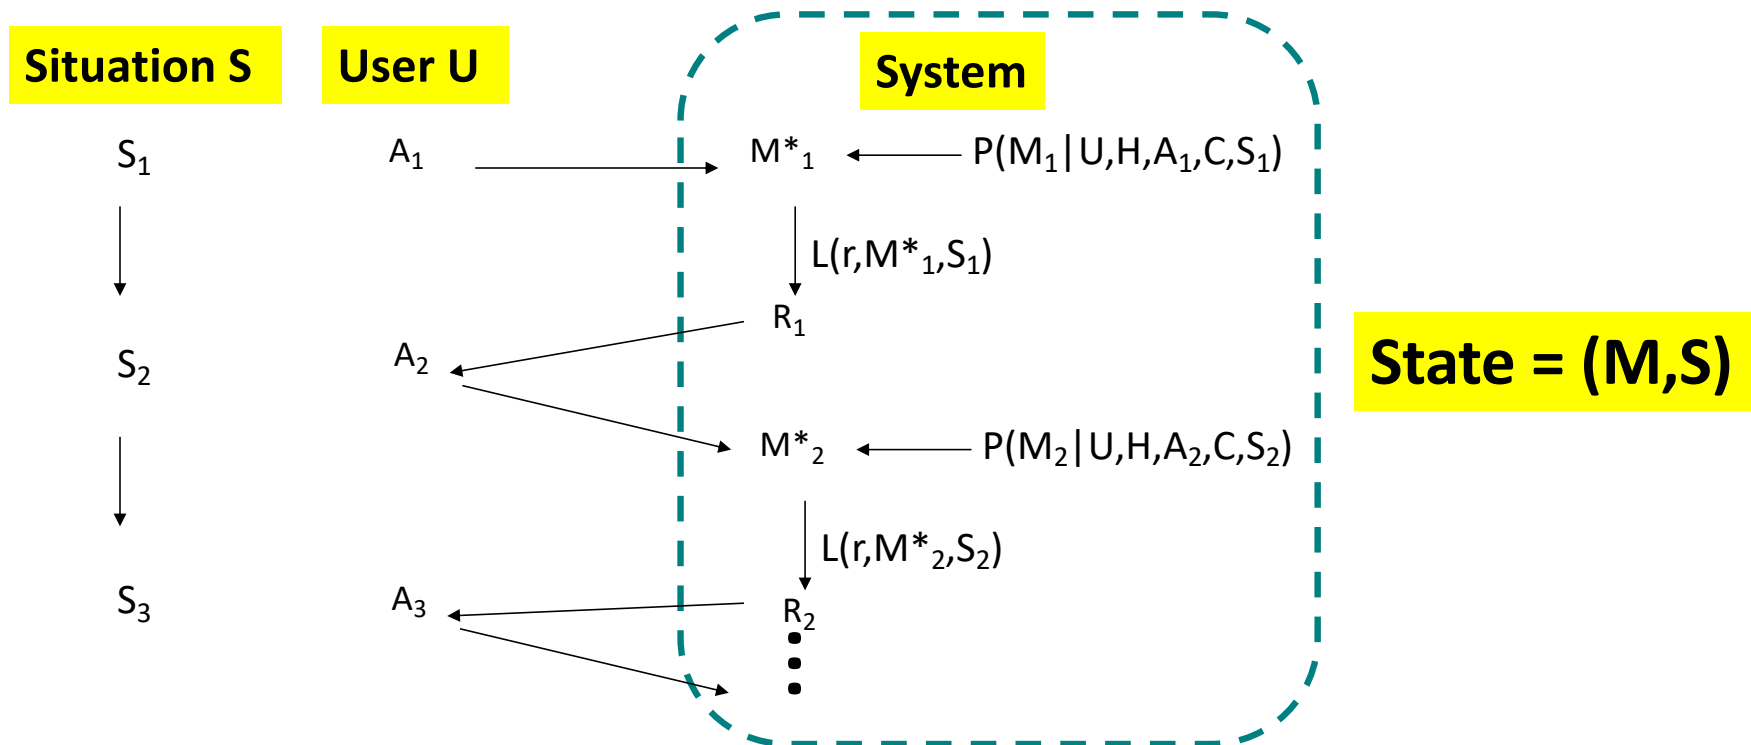 Situation S
User U
System
S₁
A₁
M*₁
P(M₁|U,H,A₁,C,S₁)
L(r,M*₁,S₁)
R₁
S₂
A₂
State = (M,S)
M*₂
P(M₂|U,H,A₂,C,S₂)
L(r,M*₂,S₂)
S₃
A₃
R₂